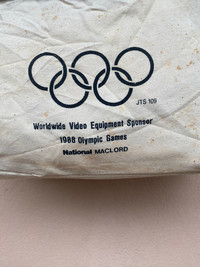 JTS 109
Worldwide Video Equipment Sponsor
1988 Olympic Games
National MACLORD